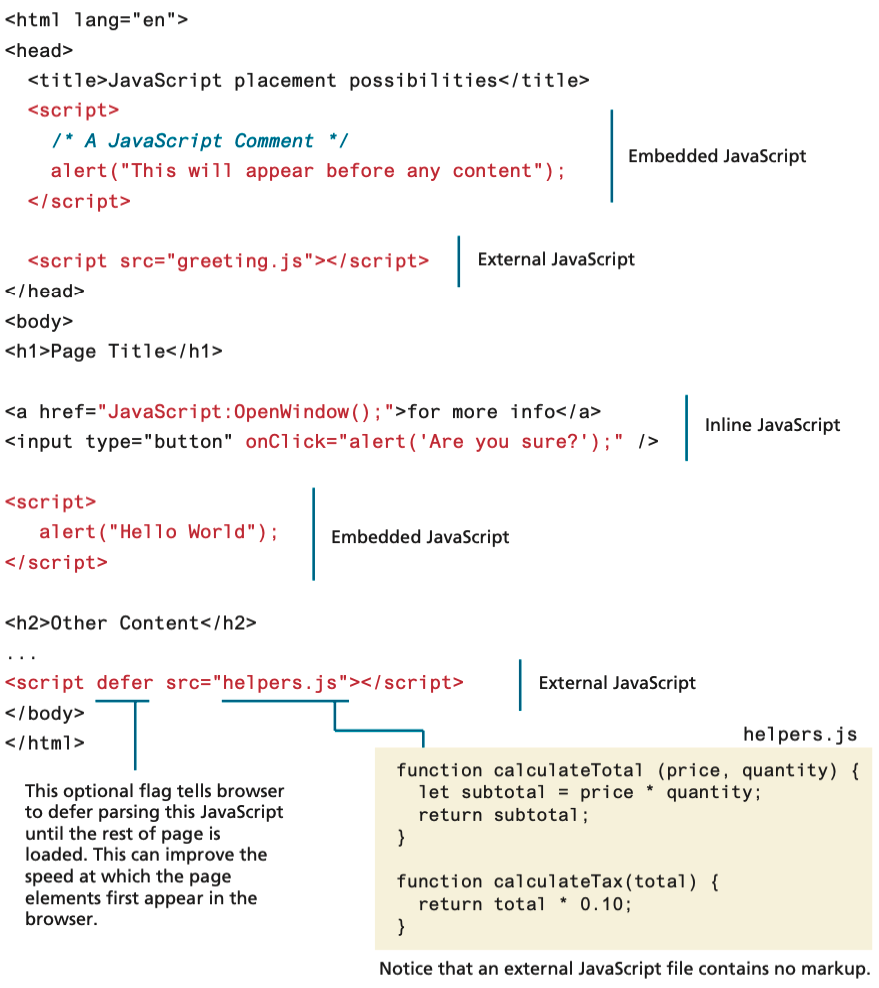 <html lang="en">
<head>
  <title>JavaScript placement possibilities</title>
  <script>
    /* A JavaScript Comment */
    alert("This will appear before any content");
  </script>
Embedded JavaScript
  <script src="greeting.js"></script>
External JavaScript
</head>
<body>
<h1>Page Title</h1>
<a href="JavaScript:OpenWindow();">for more info</a>
<input type="button" onClick="alert('Are you sure?');" />
Inline JavaScript
<script>
   alert("Hello World");
</script>
Embedded JavaScript
<h2>Other Content</h2>
...
<script defer src="helpers.js"></script>
External JavaScript
</body>
</html>
This optional flag tells browser
to defer parsing this JavaScript
until the rest of page is
loaded. This can improve the
speed at which the page
elements first appear in the
browser.
helpers.js
function calculateTotal (price, quantity) {
  let subtotal = price * quantity;
  return subtotal;
}
function calculateTax(total) {
  return total * 0.10;
}
Notice that an external JavaScript file contains no markup.